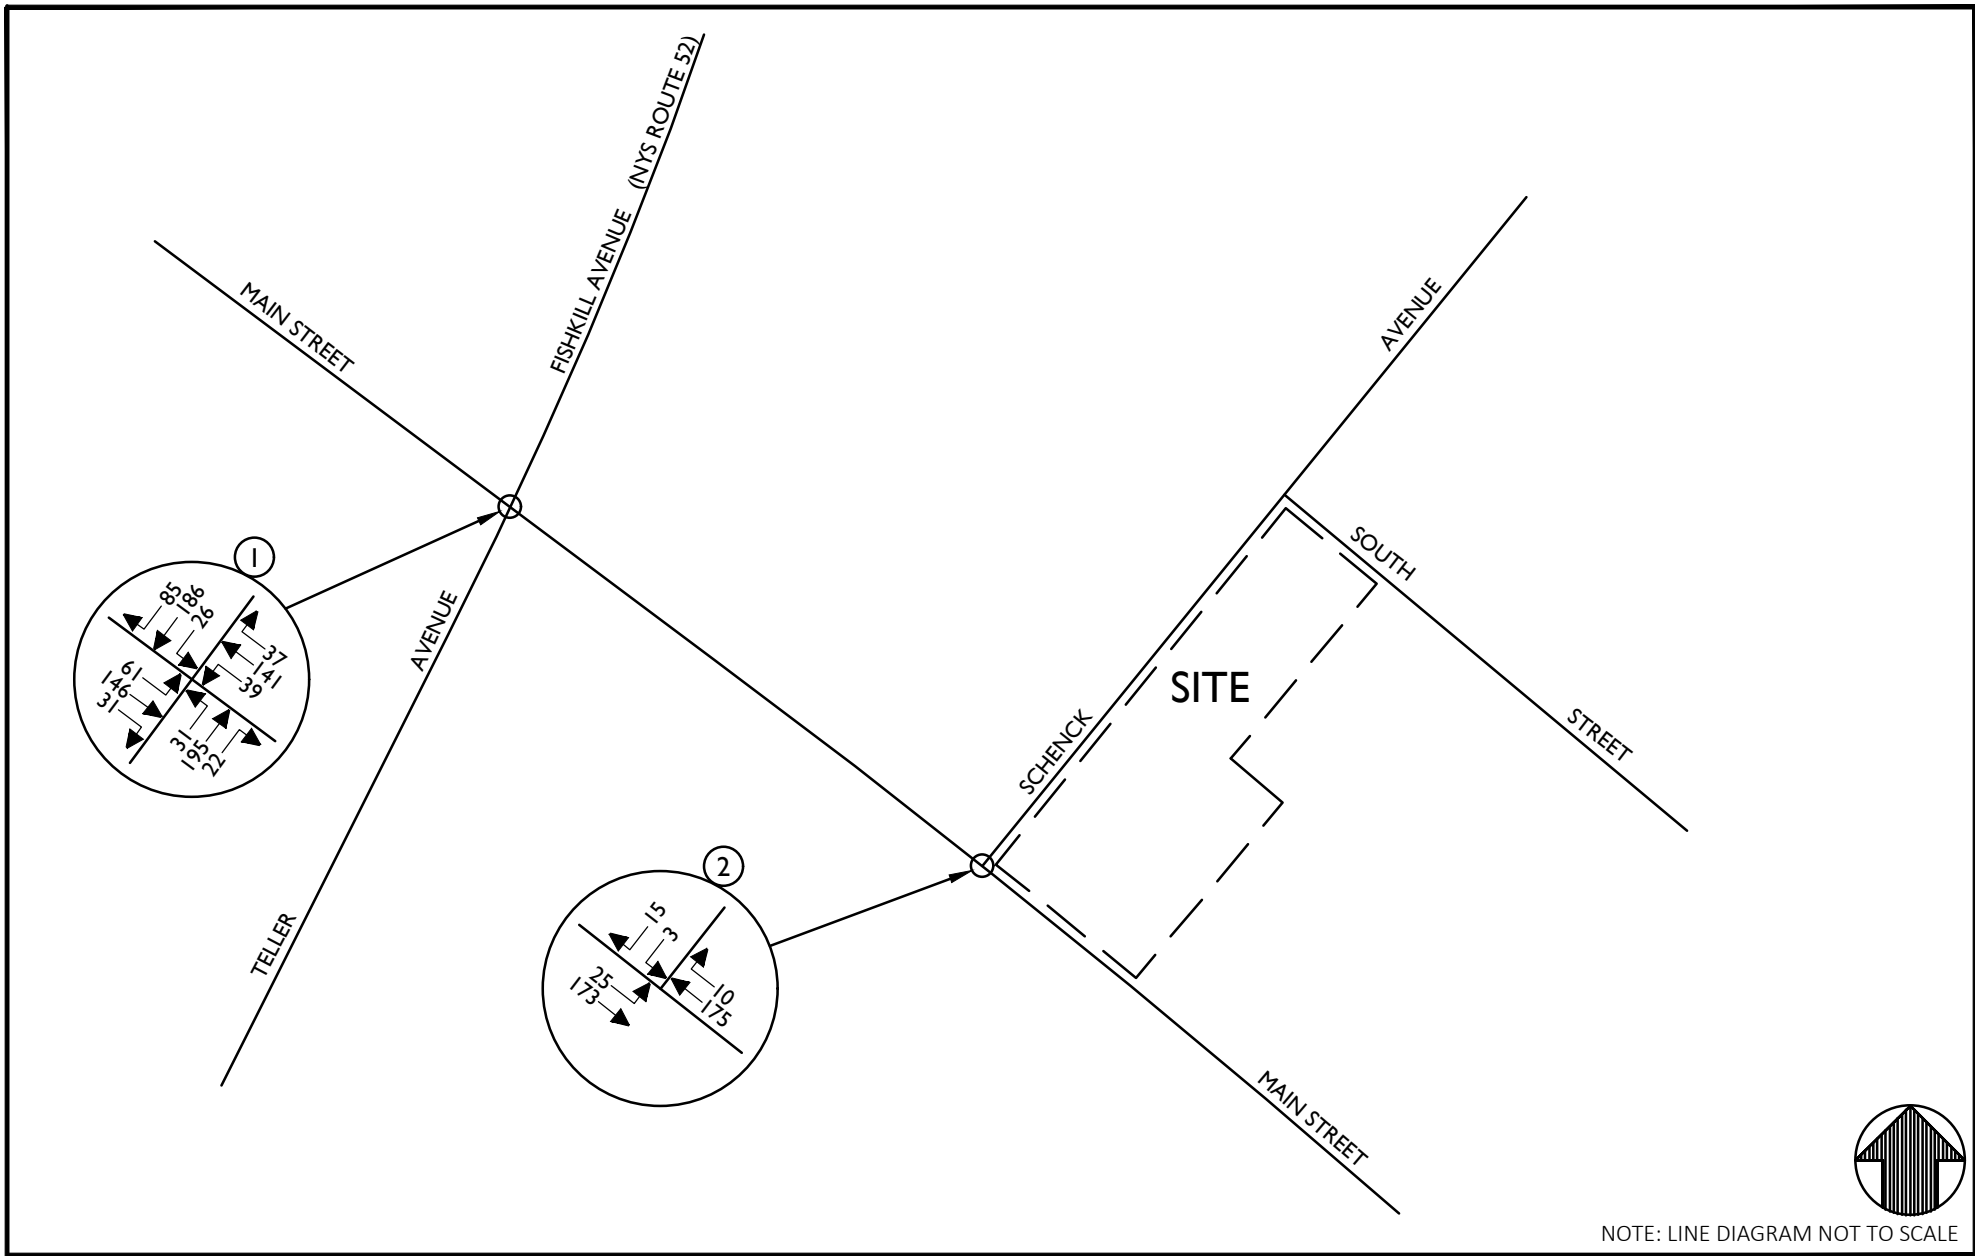 FISHKILL AVENUE (NYS ROUTE 52)
MAIN STREET
AVENUE
SCHENCK
SOUTH
STREET
SITE
AVENUE
TELLER
1
85
186
26
37
141
39
61
146
31
31
195
22
2
15
3
10
175
25
173
MAIN STREET
NOTE: LINE DIAGRAM NOT TO SCALE